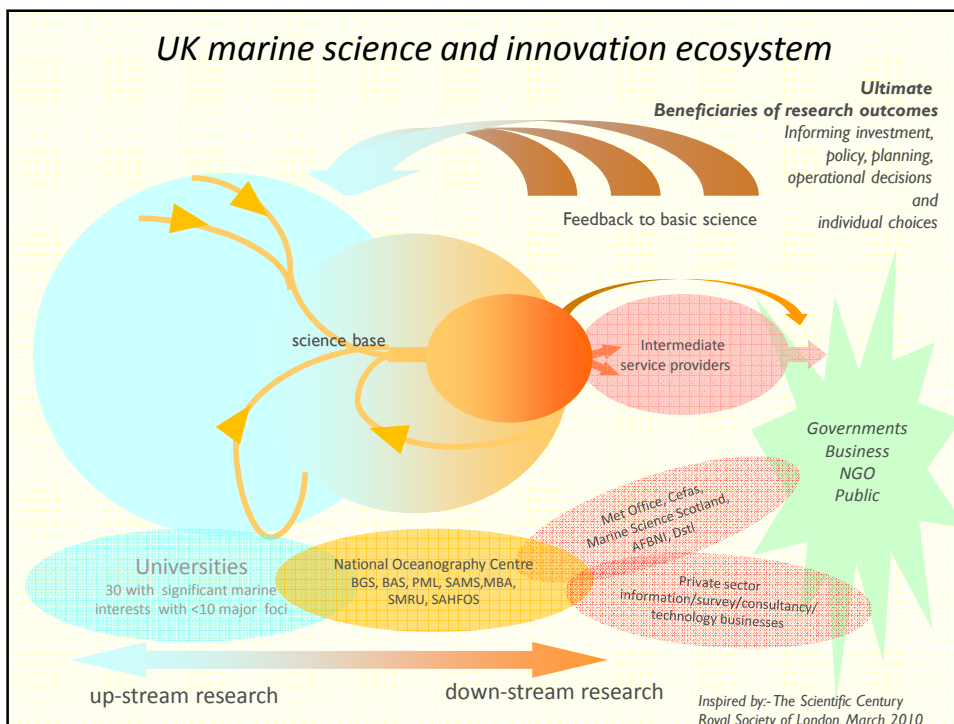 UK marine science and innovation ecosystem
Ultimate
Beneficiaries of research outcomes
Informing investment,
policy, planning,
operational decisions
and
individual choices
Feedback to basic science
science base
Intermediate
service providers
Governments
Business
NGO
Public
Met Office, Cefas,
Marine Science Scotland,
AFBNI, Dstl
Universities
30 with significant marine
interests with <10 major foci
National Oceanography Centre
BGS, BAS, PML, SAMS,MBA,
SMRU, SAHFOS
Private sector
information/survey/consultancy/
technology businesses
up-stream research
down-stream research
Inspired by:- The Scientific Century
Royal Society of London, March 2010